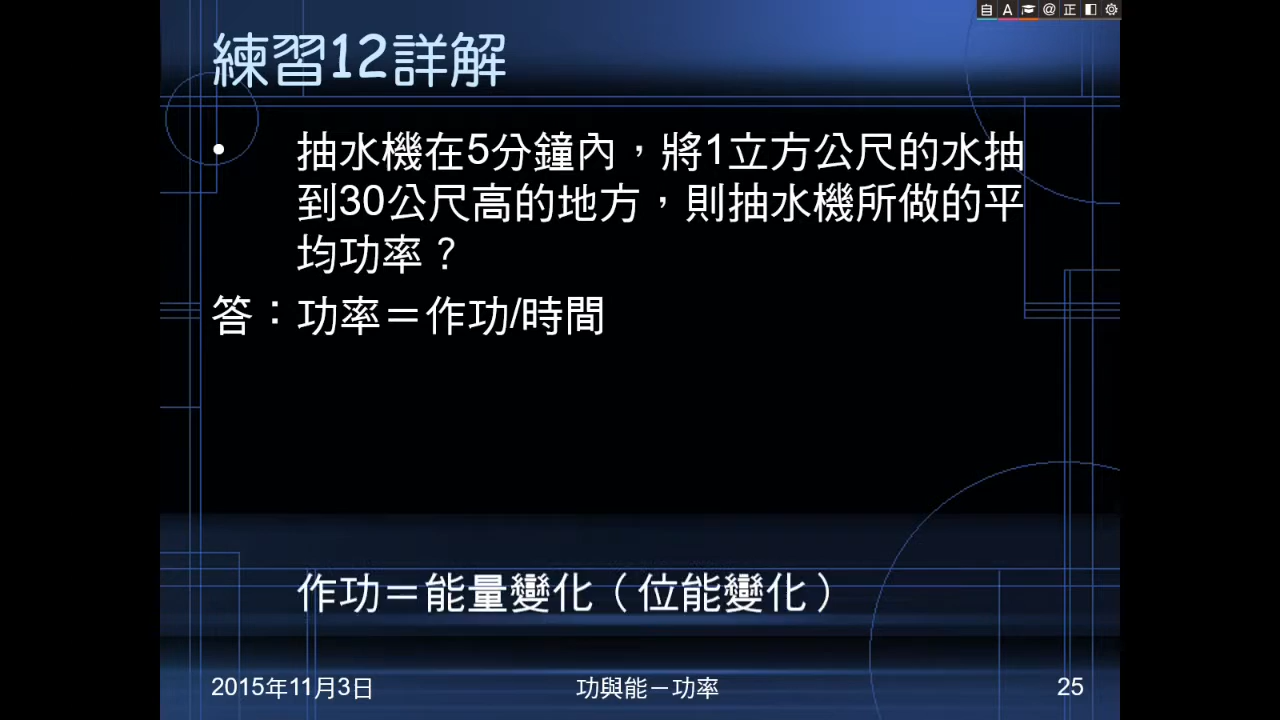 自 A @ 正
練習12詳解
• 抽水機在5分鐘內，將1立方公尺的水抽
到30公尺高的地方，則抽水機所做的平
均功率？
答：功率＝作功/時間
作功＝能量變化（位能變化）
2015年11月3日 功與能－功率 25